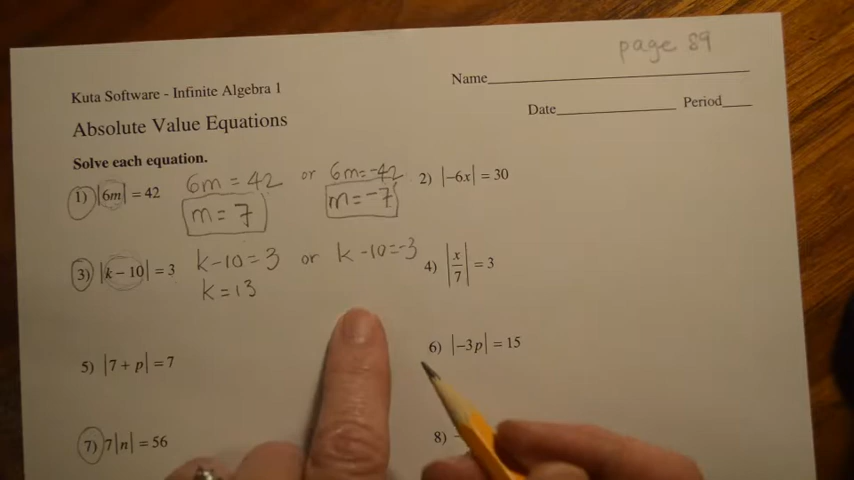 page 89
Kuta Software - Infinite Algebra 1
Name
Absolute Value Equations
Date Period
Solve each equation.
1) |6m| = 42 6m = 42 or 6m = -42
m = 7 m = -7
2) |-6x| = 30
3) |k - 10| = 3 k-10 = 3 or k-10 = -3
k = 13
4) |x/7| = 3
5) |7 + p| = 7
6) |-3p| = 15
7) 7|n| = 56
8) -